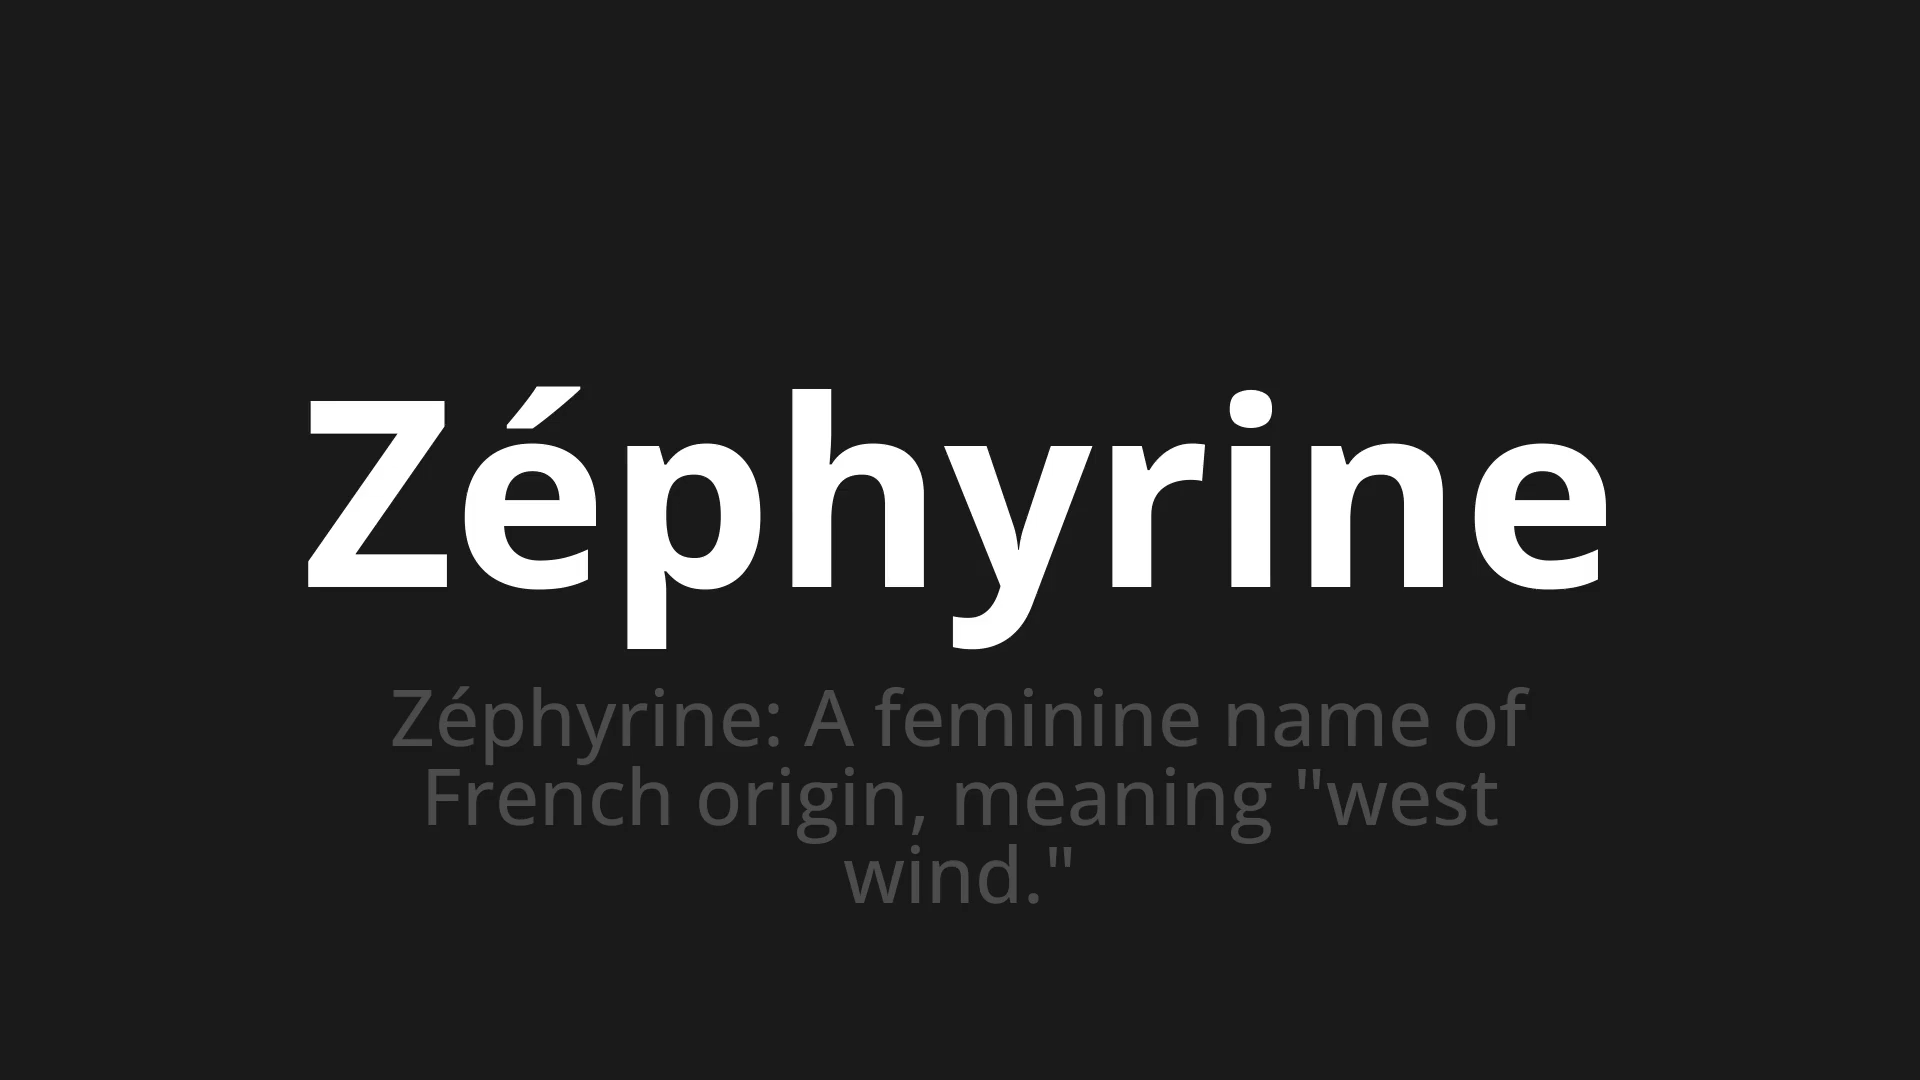 Zéphyrine
Zéphyrine: A feminine name of
French origin, meaning "west
wind."